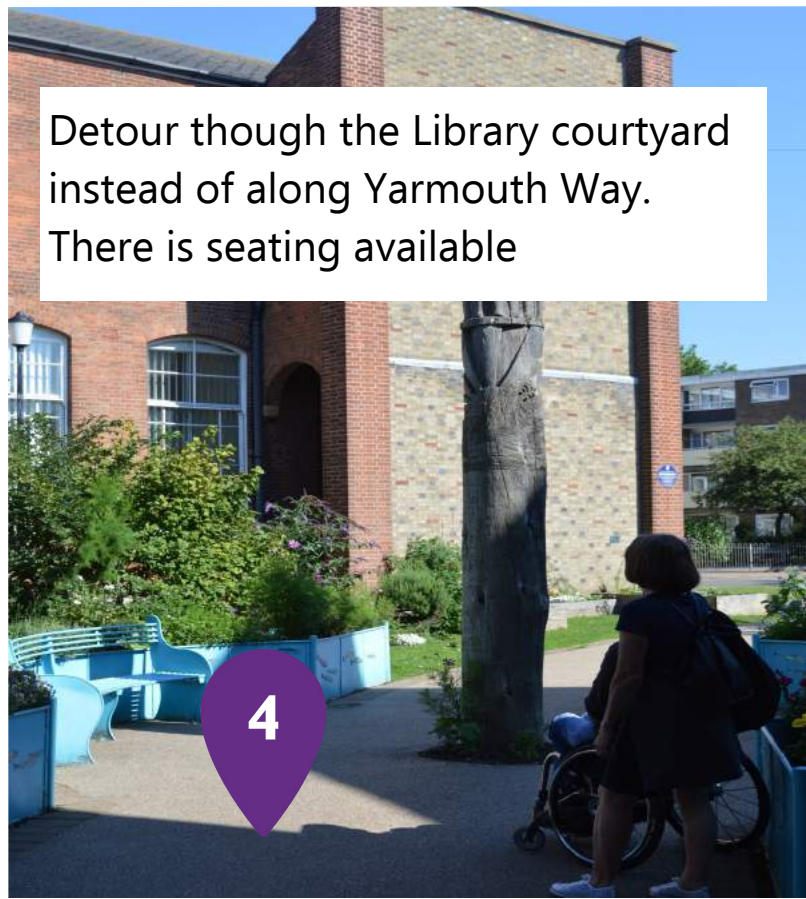 Detour though the Library courtyard
instead of along Yarmouth Way.
There is seating available
4